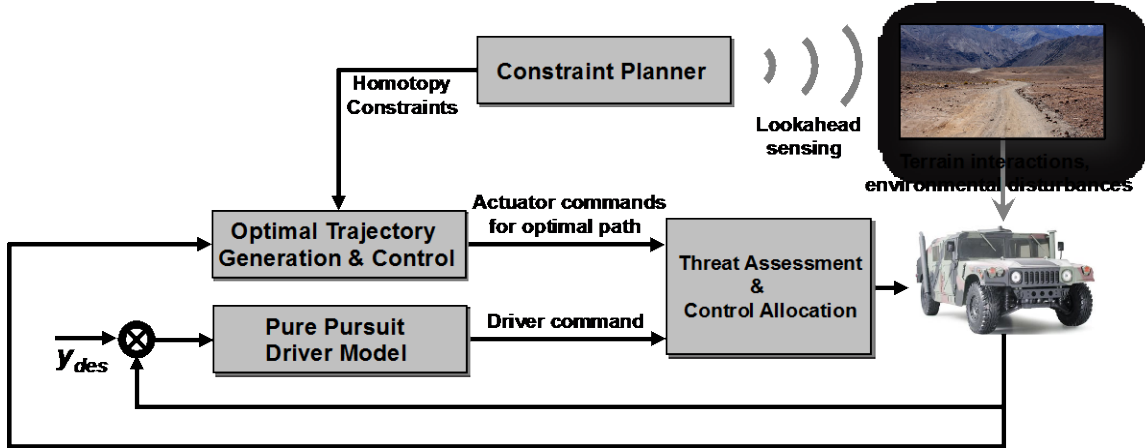 Constraint Planner
Homotopy
Constraints
Lookahead
sensing
Terrain interactions,
environmental disturbances
Actuator commands
for optimal path
Optimal Trajectory
Generation & Control
Threat Assessment
&
Control Allocation
Pure Pursuit
Driver Model
Driver command
y_des